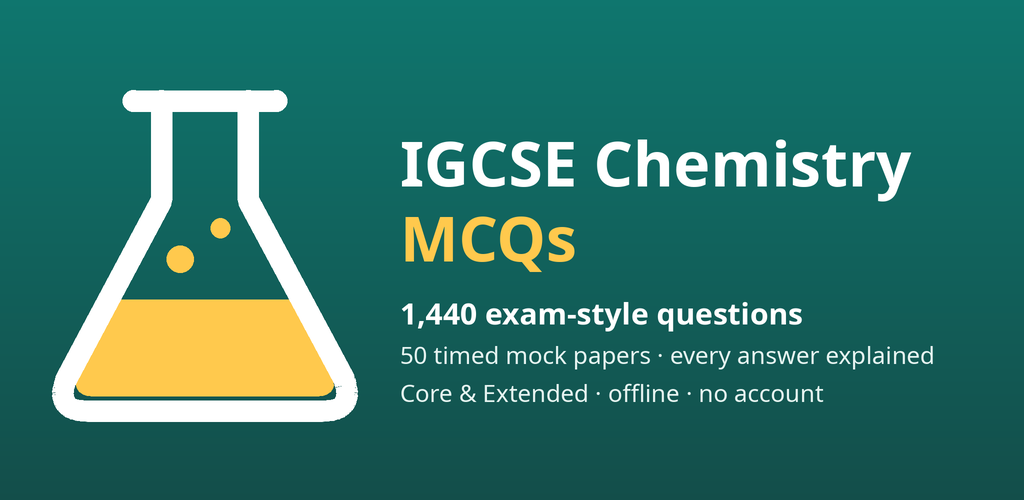 IGCSE Chemistry
MCQs
1,440 exam-style questions
50 timed mock papers · every answer explained
Core & Extended · offline · no account